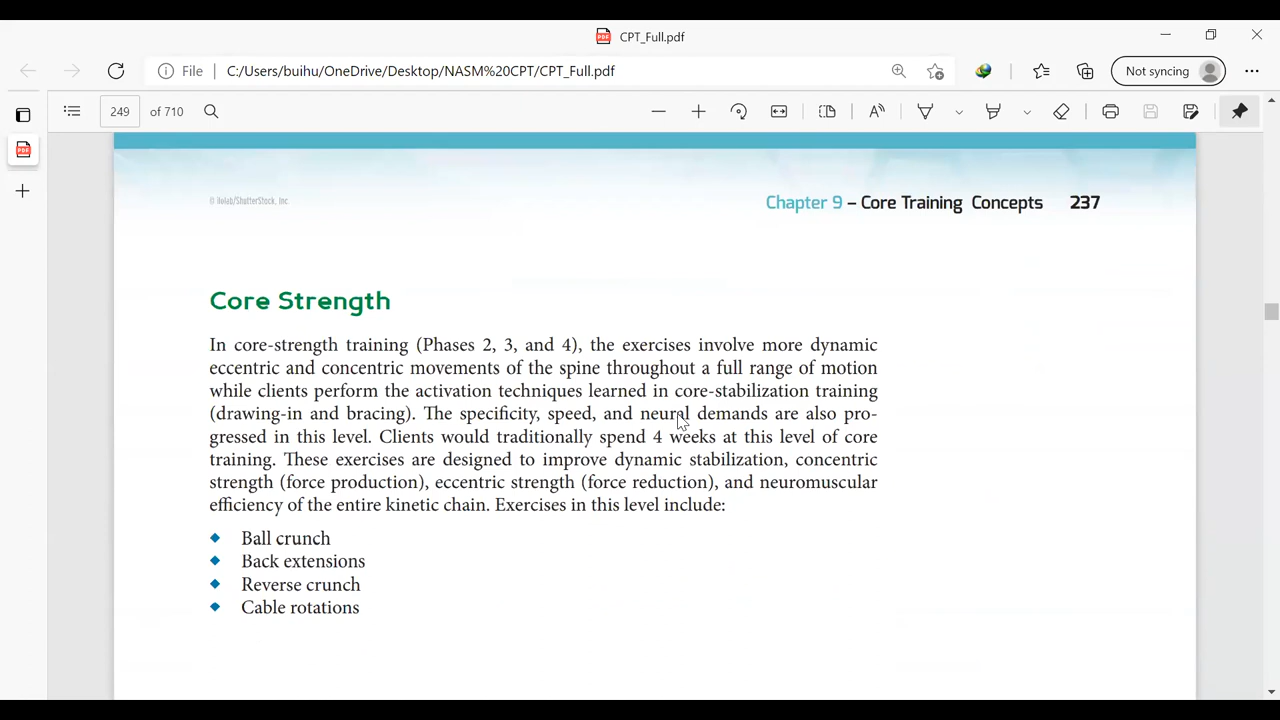 CPT_Full.pdf
File
C:/Users/buihu/OneDrive/Desktop/NASM%20CPT/CPT_Full.pdf
Not syncing
249 of 710
© ilolab/ShutterStock, Inc.
Chapter 9 – Core Training Concepts 237
Core Strength
In core-strength training (Phases 2, 3, and 4), the exercises involve more dynamic
eccentric and concentric movements of the spine throughout a full range of motion
while clients perform the activation techniques learned in core-stabilization training
(drawing-in and bracing). The specificity, speed, and neural demands are also pro-
gressed in this level. Clients would traditionally spend 4 weeks at this level of core
training. These exercises are designed to improve dynamic stabilization, concentric
strength (force production), eccentric strength (force reduction), and neuromuscular
efficiency of the entire kinetic chain. Exercises in this level include:
◆ Ball crunch
◆ Back extensions
◆ Reverse crunch
◆ Cable rotations